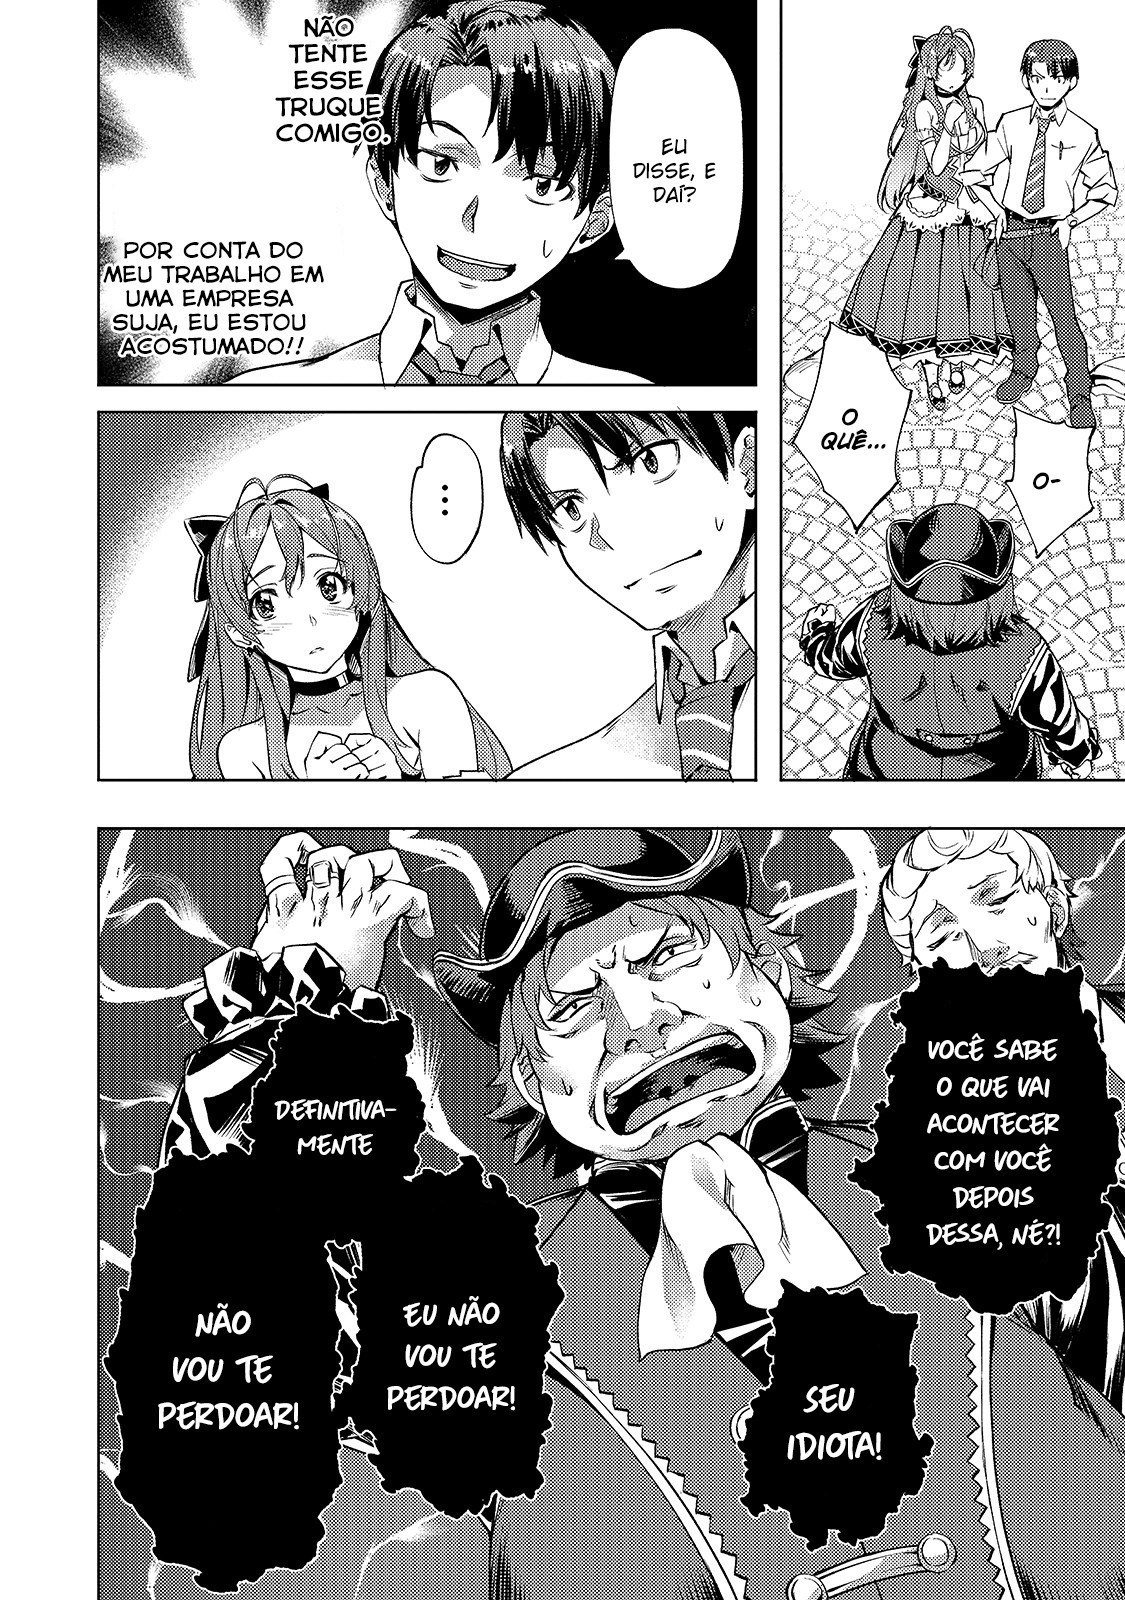 O-
O
QUÊ...
EU
DISSE, E
DAÍ?
NÃO
TENTE
ESSE
TRUQUE
COMIGO.
POR CONTA DO
MEU TRABALHO EM
UMA EMPRESA
SUJA, EU ESTOU
ACOSTUMADO!!
...
VOCÊ SABE
O QUE VAI
ACONTECER
COM VOCÊ
DEPOIS
DESSA, NÉ?!
SEU
IDIOTA!
DEFINITIVA-
MENTE
EU NÃO
VOU TE
PERDOAR!
NÃO
VOU TE
PERDOAR!